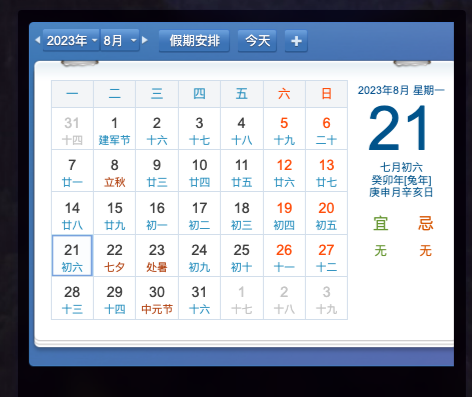 2023年 8月 假期安排 今天 +
2023年8月 星期一
21
七月初六
癸卯年[兔年]
庚申月辛亥日
宜 忌
无 无
一 二 三 四 五 六 日
31 1 2 3 4 5 6
十四 建军节 十六 十七 十八 十九 二十
7 8 9 10 11 12 13
廿一 立秋 廿三 廿四 廿五 廿六 廿七
14 15 16 17 18 19 20
廿八 廿九 初一 初二 初三 初四 初五
21 22 23 24 25 26 27
初六 七夕 处暑 初九 初十 十一 十二
28 29 30 31 1 2 3
十三 十四 中元节 十六 十七 十八 十九